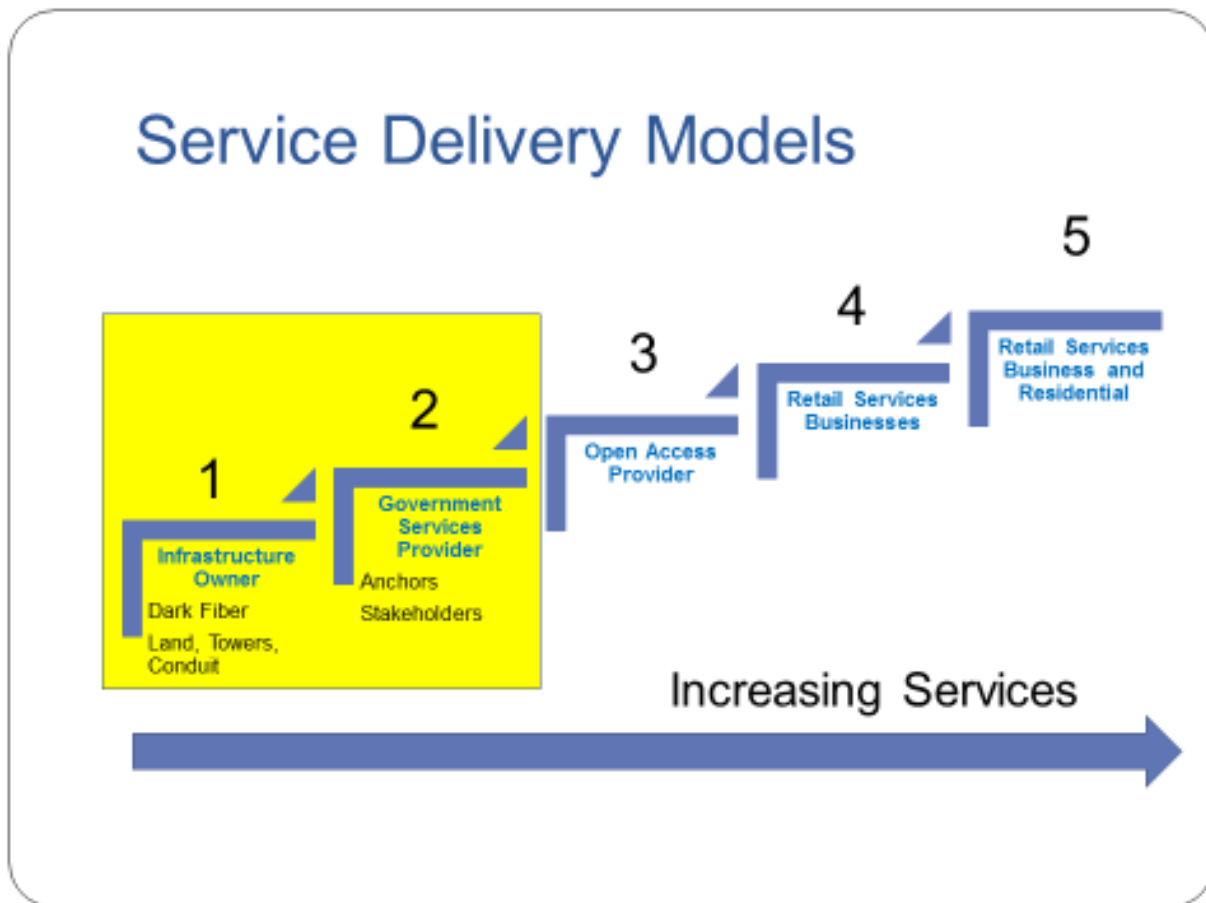 Service Delivery Models
1
Infrastructure
Owner
Dark Fiber
Land, Towers,
Conduit
2
Government
Services
Provider
Anchors
Stakeholders
3
Open Access
Provider
4
Retail Services
Businesses
5
Retail Services
Business and
Residential
Increasing Services